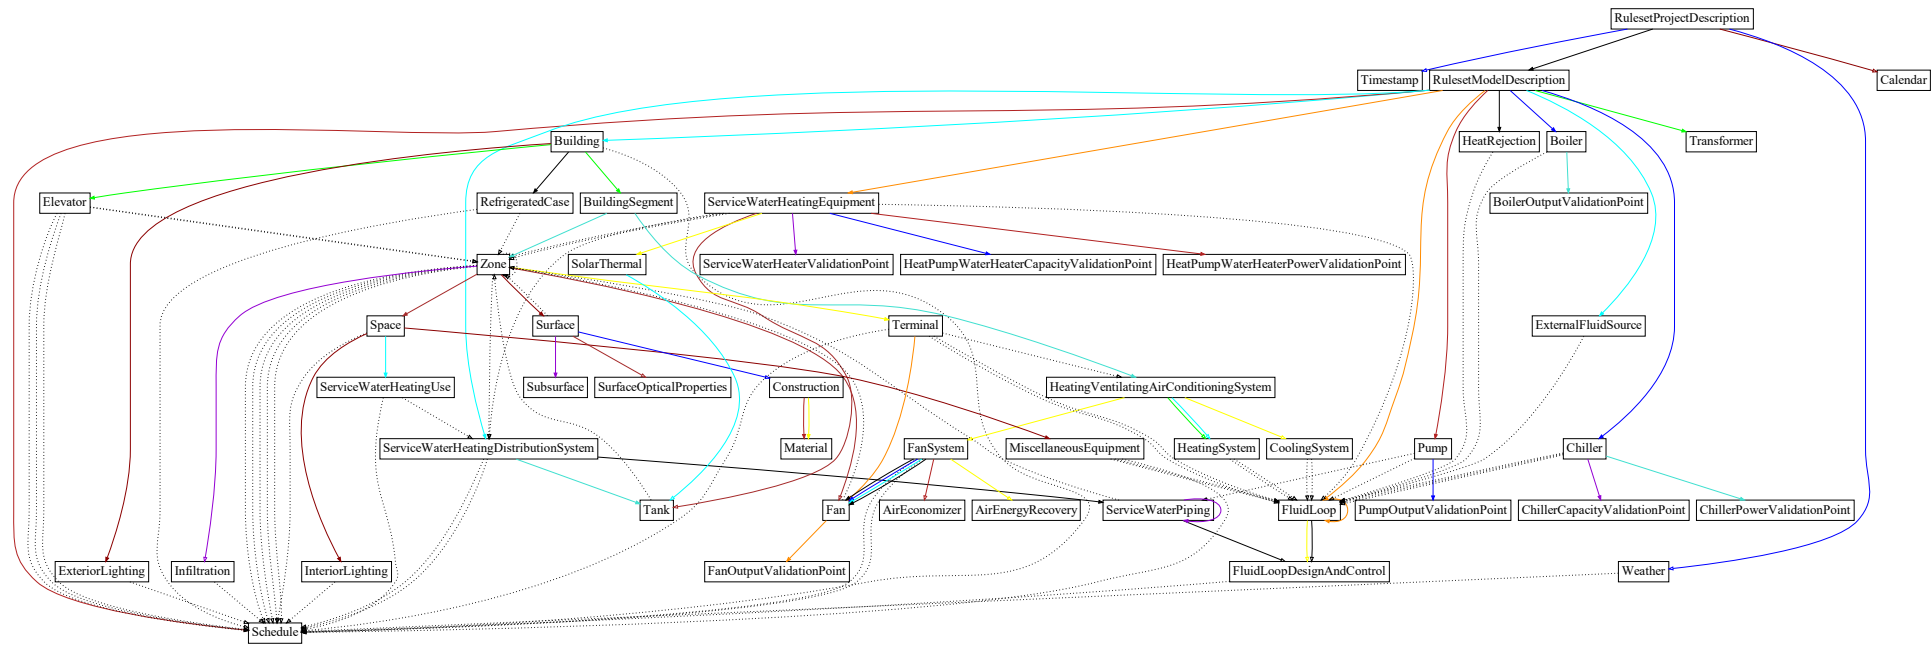 RulesetProjectDescription
Timestamp
RulesetModelDescription
Calendar
Building
HeatRejection
Boiler
Transformer
Elevator
RefrigeratedCase
BuildingSegment
ServiceWaterHeatingEquipment
BoilerOutputValidationPoint
Zone
SolarThermal
ServiceWaterHeaterValidationPoint
HeatPumpWaterHeaterCapacityValidationPoint
HeatPumpWaterHeaterPowerValidationPoint
Space
Surface
Terminal
ExternalFluidSource
ServiceWaterHeatingUse
Subsurface
SurfaceOpticalProperties
Construction
HeatingVentilatingAirConditioningSystem
ServiceWaterHeatingDistributionSystem
Material
FanSystem
MiscellaneousEquipment
HeatingSystem
CoolingSystem
Pump
Chiller
Tank
Fan
AirEconomizer
AirEnergyRecovery
ServiceWaterPiping
FluidLoop
PumpOutputValidationPoint
ChillerCapacityValidationPoint
ChillerPowerValidationPoint
ExteriorLighting
Infiltration
InteriorLighting
FanOutputValidationPoint
FluidLoopDesignAndControl
Weather
Schedule